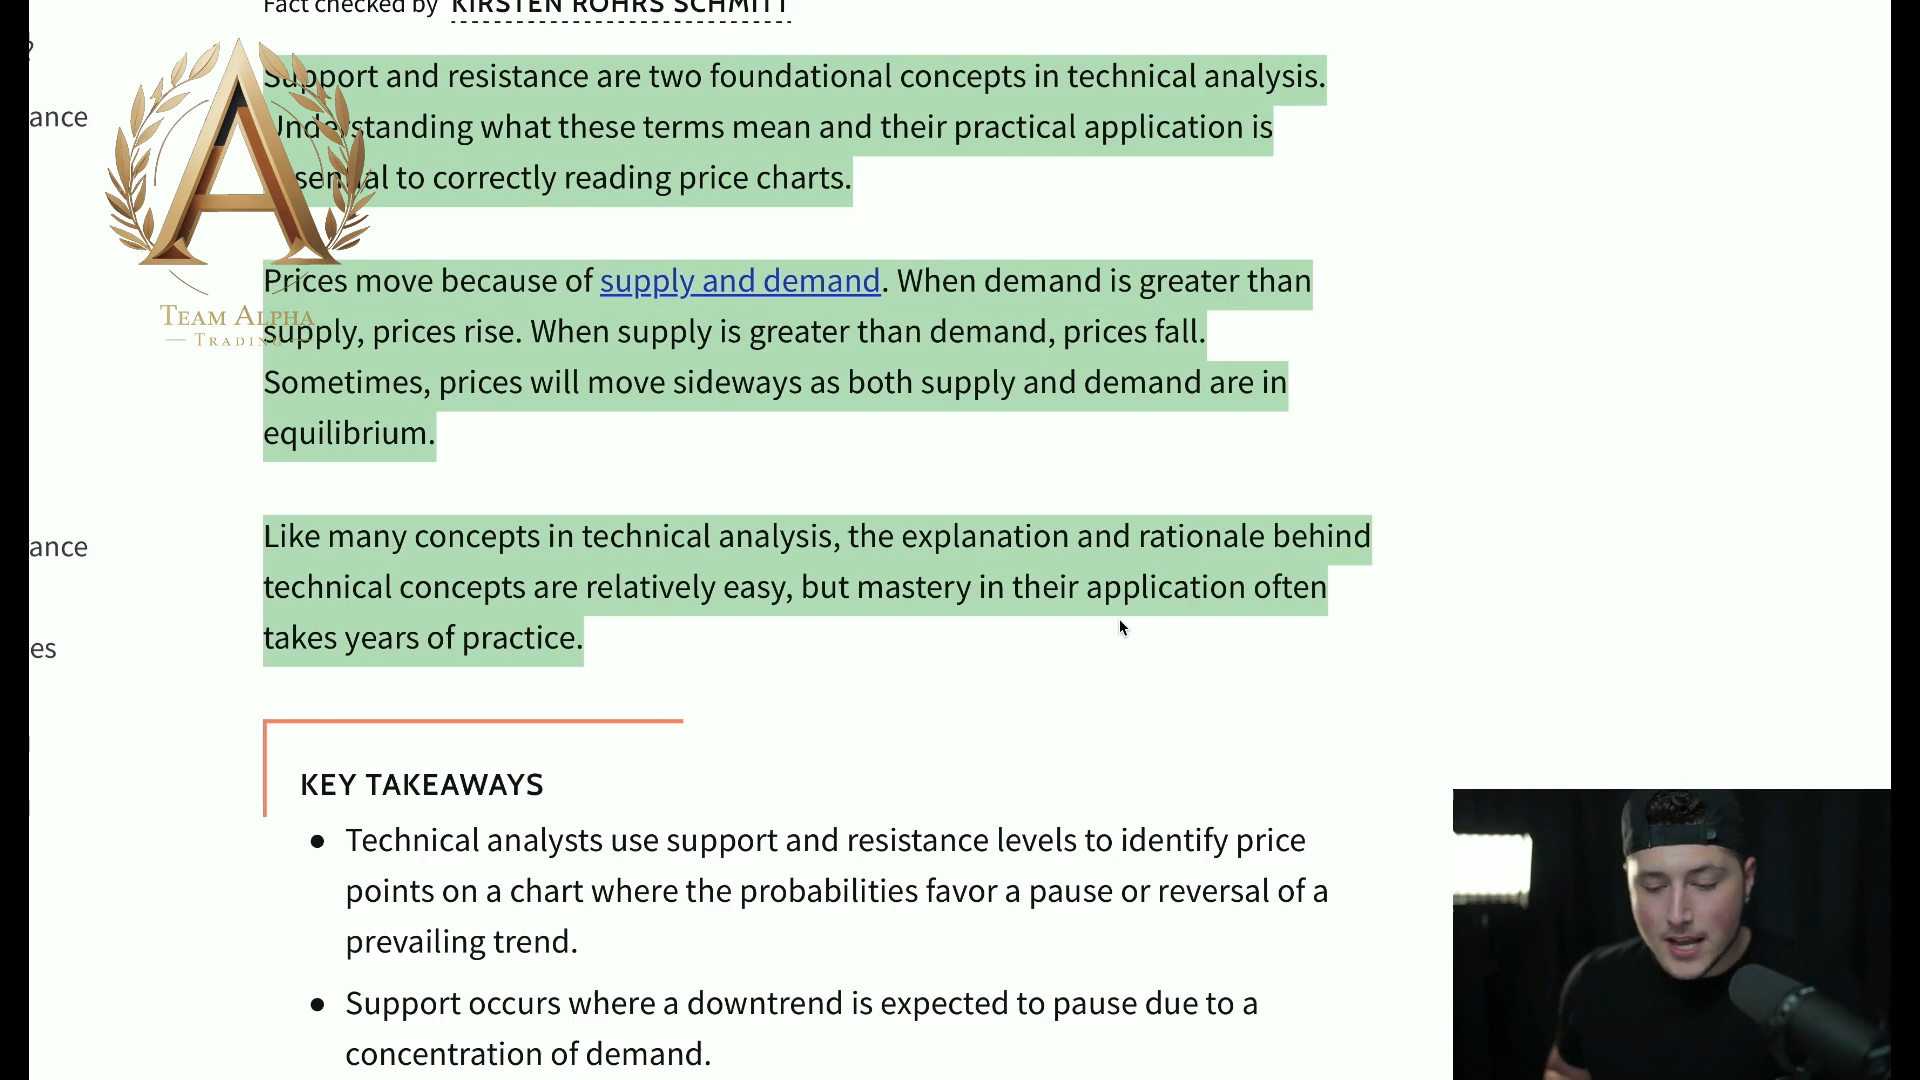 Fact checked by KIRSTEN ROHRS SCHMITT
?
ance
Support and resistance are two foundational concepts in technical analysis.
Understanding what these terms mean and their practical application is
essential to correctly reading price charts.
Prices move because of supply and demand. When demand is greater than
supply, prices rise. When supply is greater than demand, prices fall.
Sometimes, prices will move sideways as both supply and demand are in
equilibrium.
TEAM ALPHA
TRADING
ance
Like many concepts in technical analysis, the explanation and rationale behind
technical concepts are relatively easy, but mastery in their application often
takes years of practice.
es
KEY TAKEAWAYS
● Technical analysts use support and resistance levels to identify price
points on a chart where the probabilities favor a pause or reversal of a
prevailing trend.
● Support occurs where a downtrend is expected to pause due to a
concentration of demand.